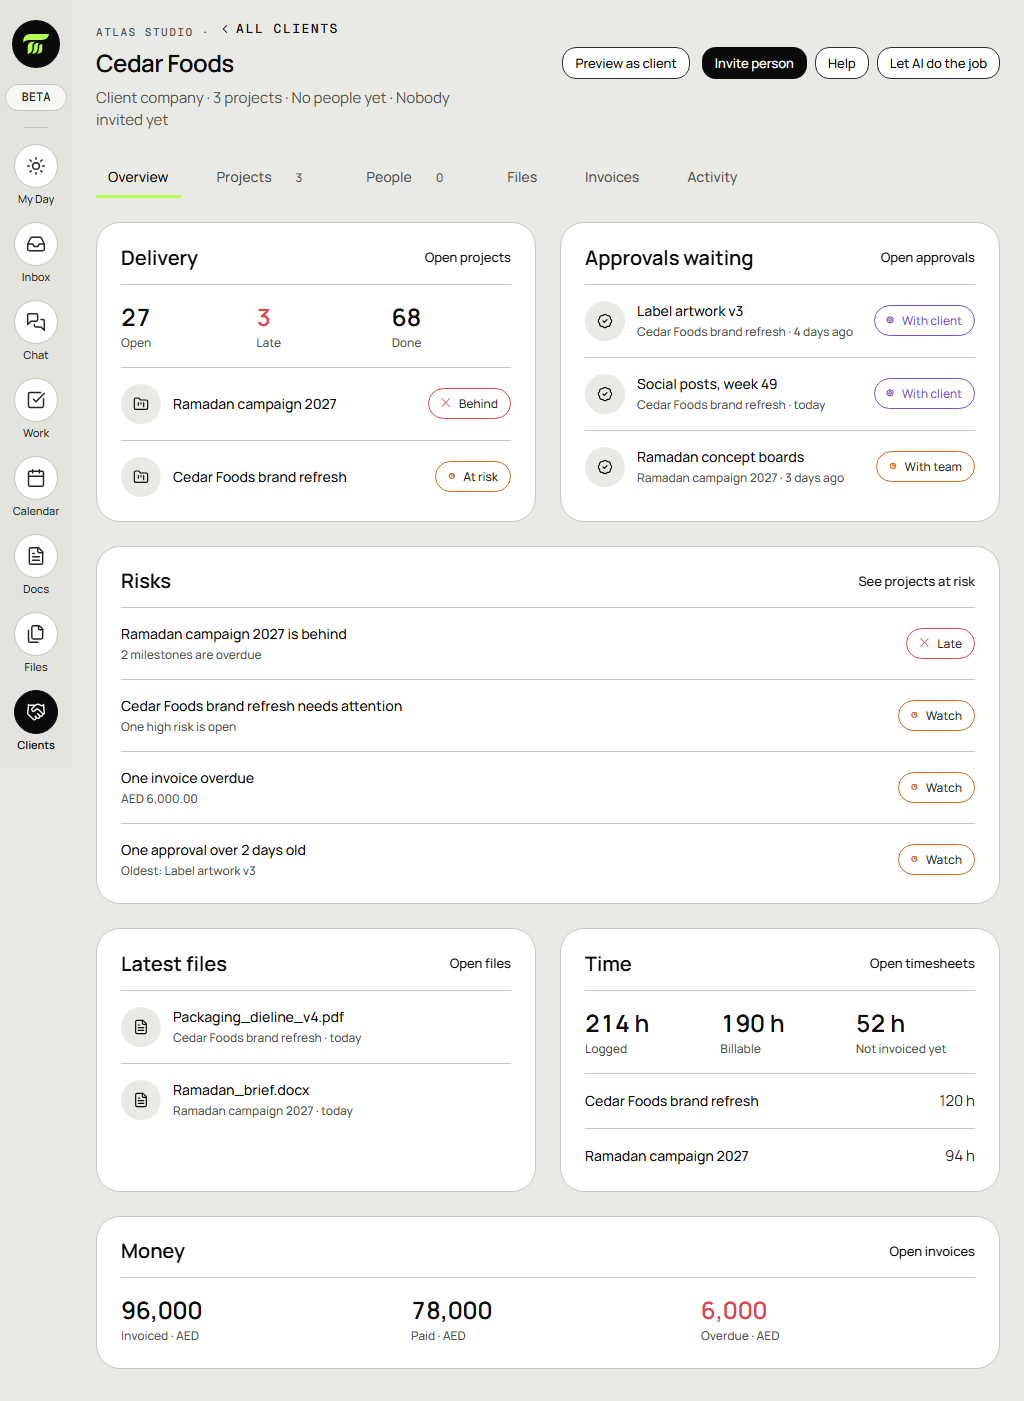 ATLAS STUDIO · < ALL CLIENTS
Cedar Foods
Client company · 3 projects · No people yet · Nobody
invited yet
Preview as client
Invite person
Help
Let AI do the job
BETA
My Day
Inbox
Chat
Work
Calendar
Docs
Files
Clients
Overview
Projects 3
People 0
Files
Invoices
Activity
Delivery
Open projects
27
Open
3
Late
68
Done
Ramadan campaign 2027
Behind
Cedar Foods brand refresh
At risk
Approvals waiting
Open approvals
Label artwork v3
Cedar Foods brand refresh · 4 days ago
With client
Social posts, week 49
Cedar Foods brand refresh · today
With client
Ramadan concept boards
Ramadan campaign 2027 · 3 days ago
With team
Risks
See projects at risk
Ramadan campaign 2027 is behind
2 milestones are overdue
Late
Cedar Foods brand refresh needs attention
One high risk is open
Watch
One invoice overdue
AED 6,000.00
Watch
One approval over 2 days old
Oldest: Label artwork v3
Watch
Latest files
Open files
Packaging_dieline_v4.pdf
Cedar Foods brand refresh · today
Ramadan_brief.docx
Ramadan campaign 2027 · today
Time
Open timesheets
214 h
Logged
190 h
Billable
52 h
Not invoiced yet
Cedar Foods brand refresh
120 h
Ramadan campaign 2027
94 h
Money
Open invoices
96,000
Invoiced · AED
78,000
Paid · AED
6,000
Overdue · AED